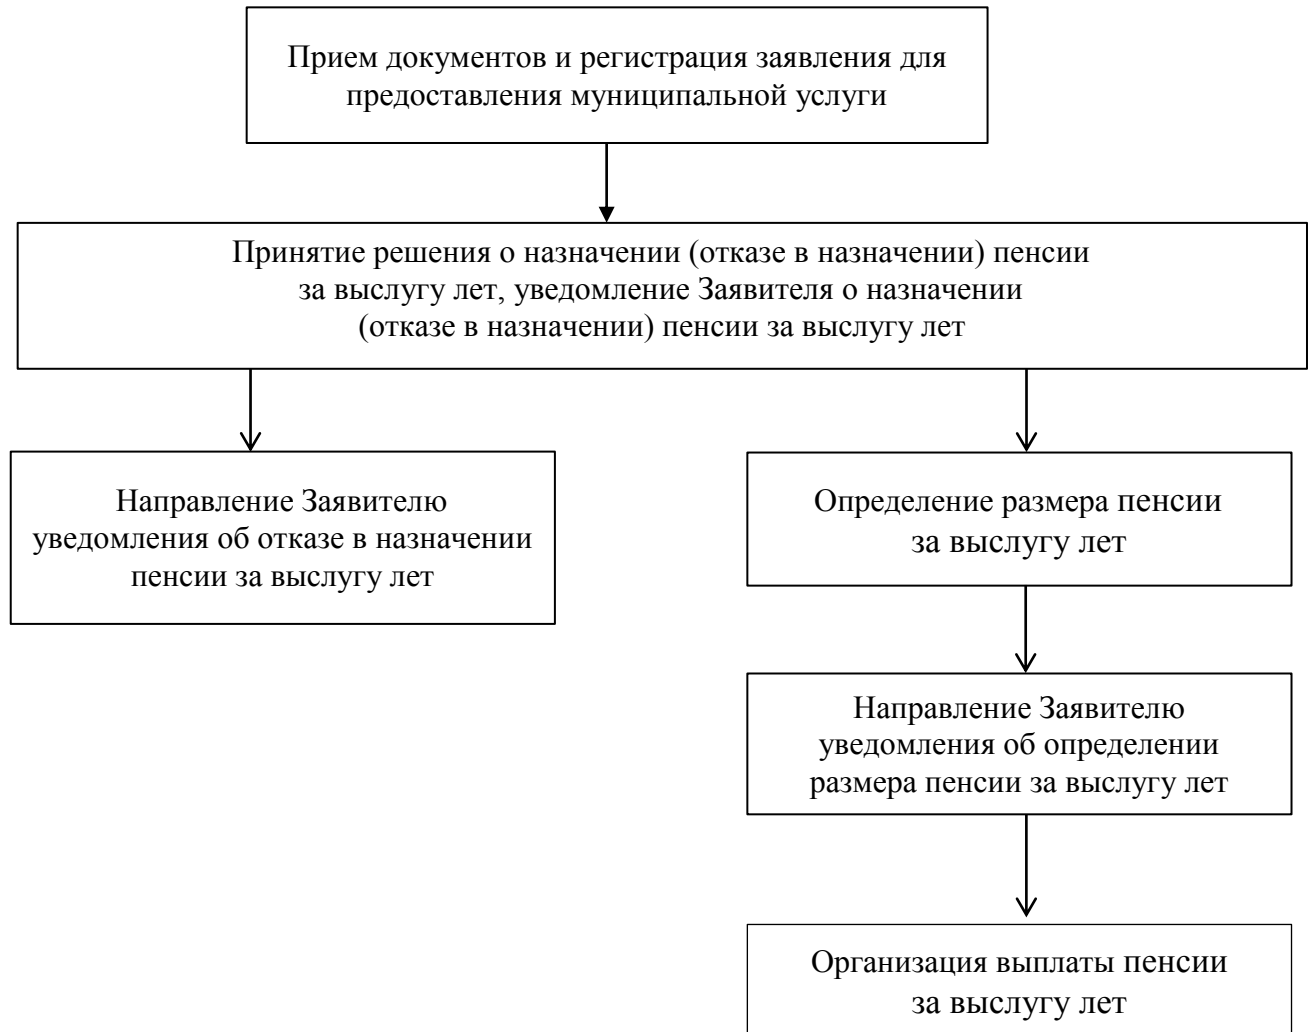 Прием документов и регистрация заявления для
предоставления муниципальной услуги
Принятие решения о назначении (отказе в назначении) пенсии
за выслугу лет, уведомление Заявителя о назначении
(отказе в назначении) пенсии за выслугу лет
Направление Заявителю
уведомления об отказе в назначении
пенсии за выслугу лет
Определение размера пенсии
за выслугу лет
Направление Заявителю
уведомления об определении
размера пенсии за выслугу лет
Организация выплаты пенсии
за выслугу лет